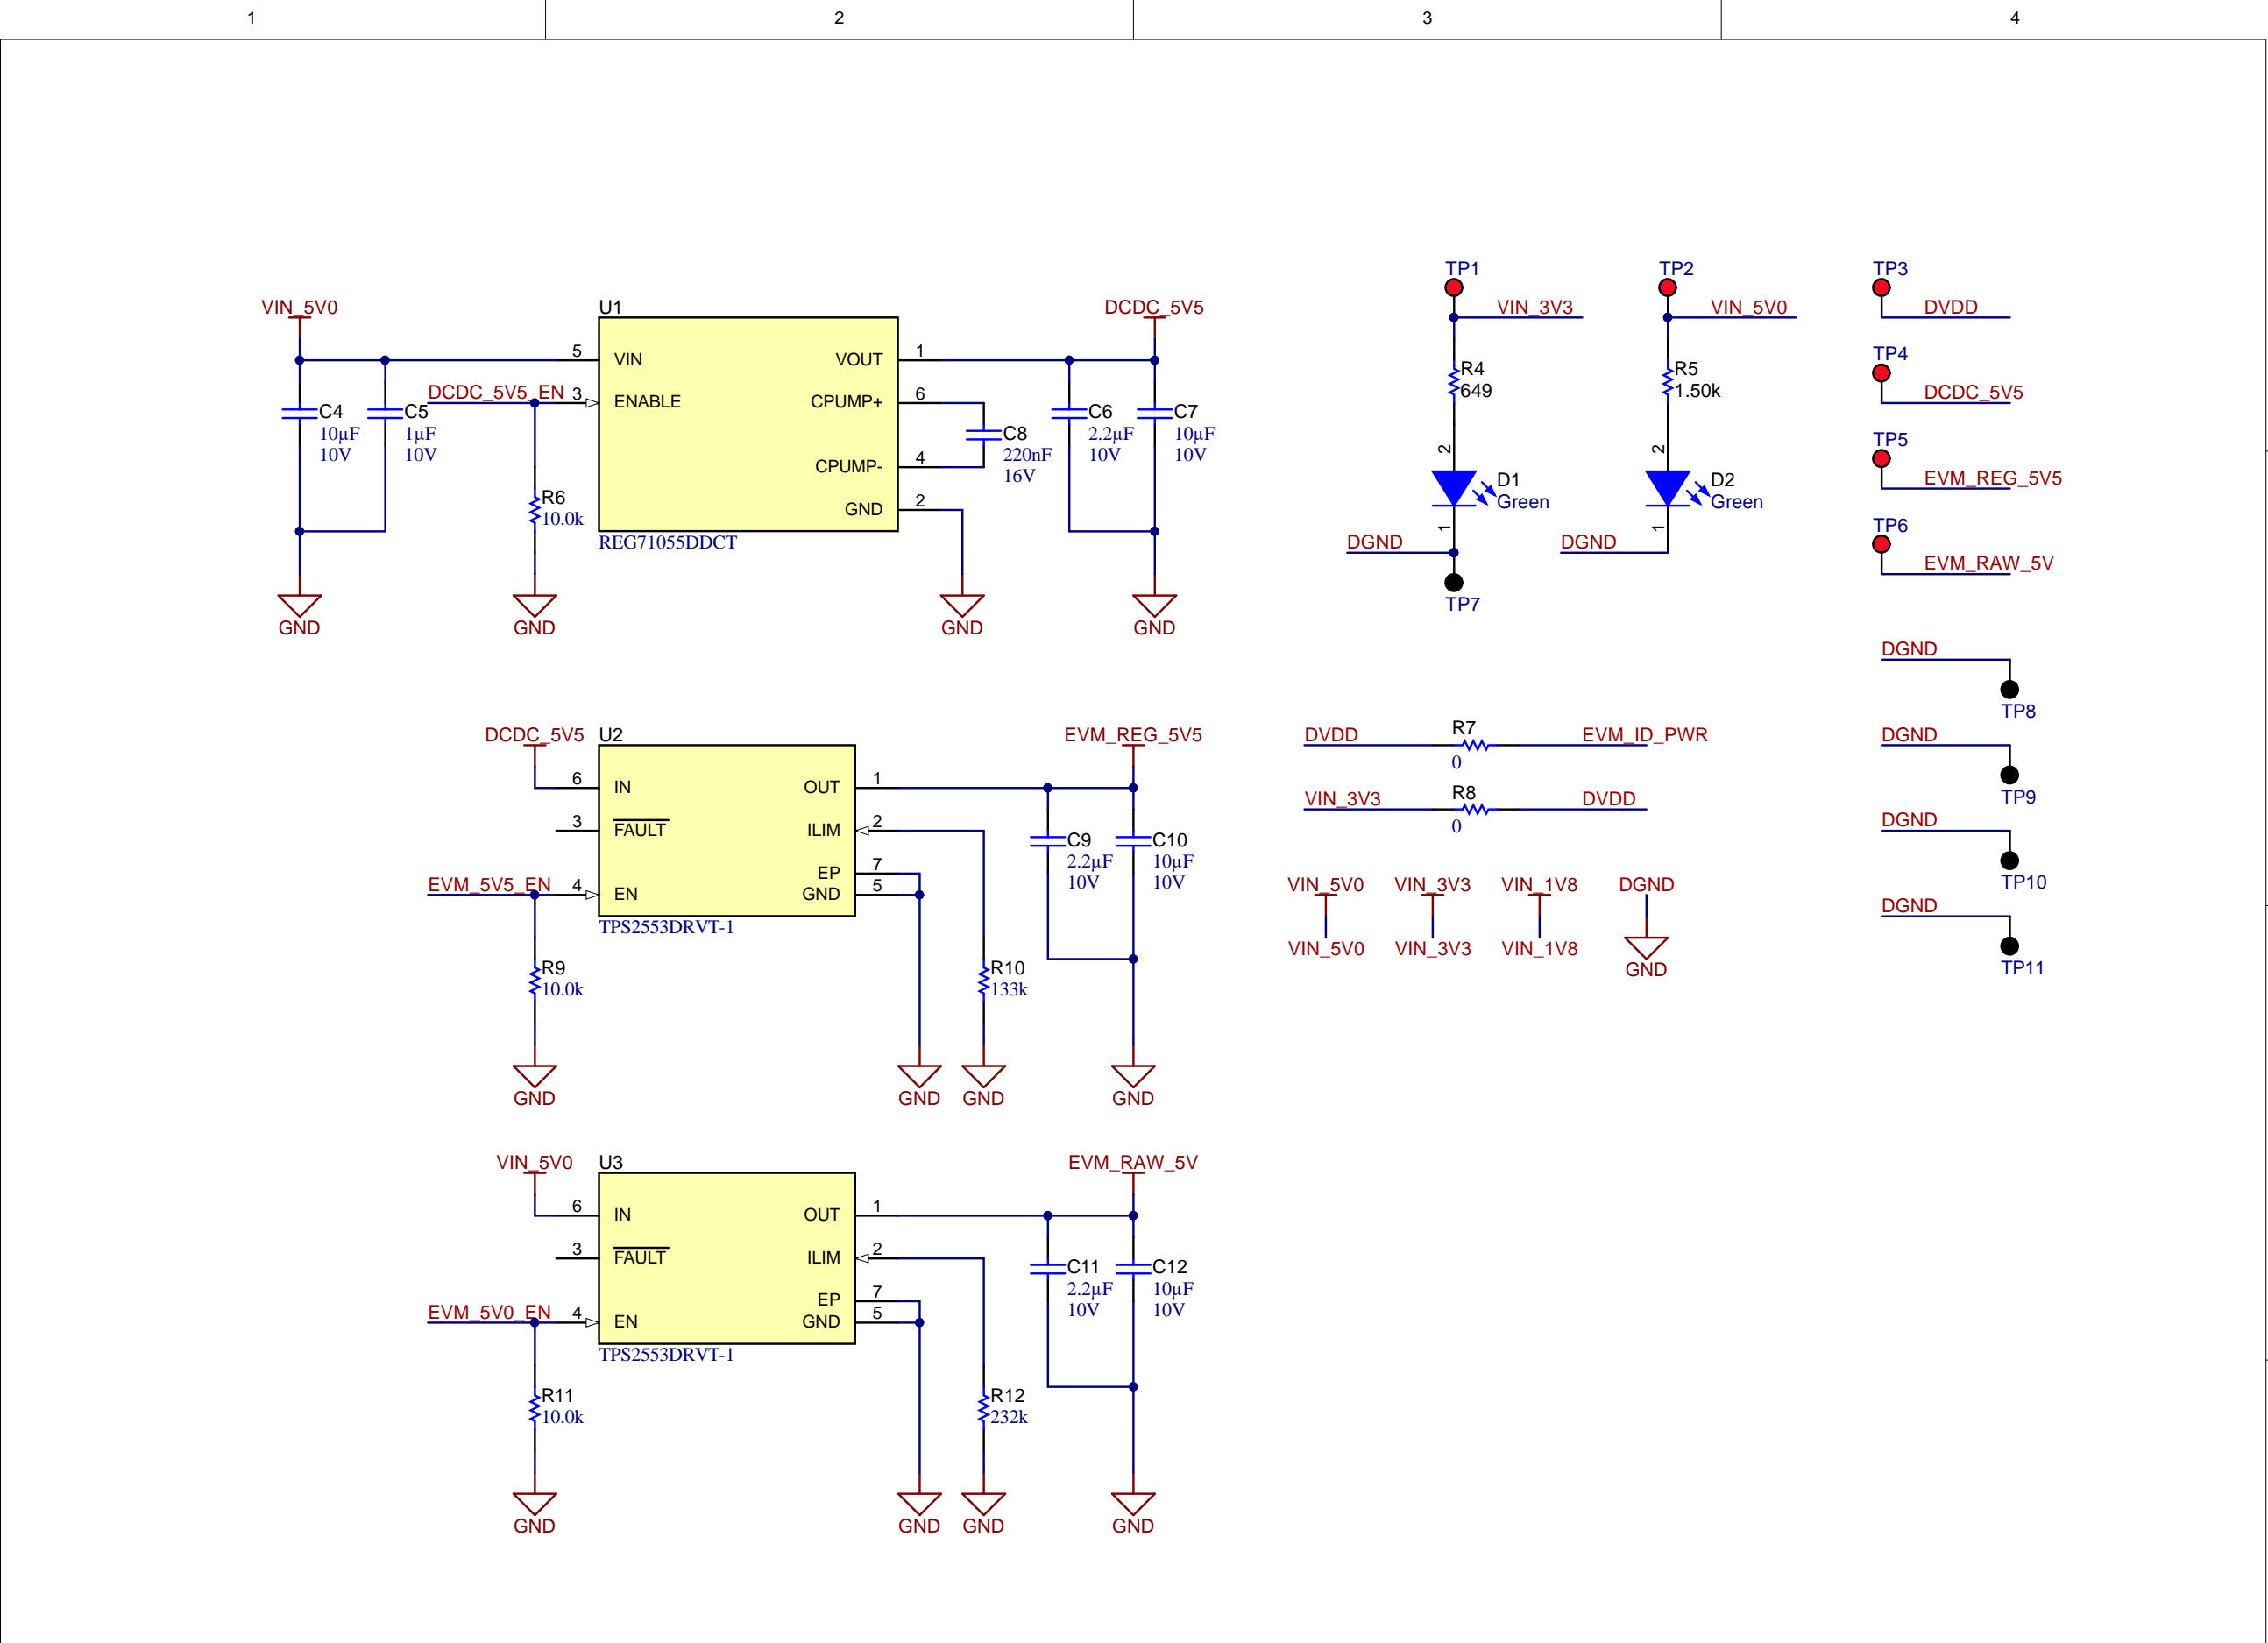 1 2 3 4
VIN_5V0
U1
DCDC_5V5
5 VIN
VOUT 1
DCDC_5V5_EN 3 ENABLE
CPUMP+ 6
C4
10µF
10V
C5
1µF
10V
C8
220nF
16V
C6
2.2µF
10V
C7
10µF
10V
CPUMP- 4
R6
10.0k
GND 2
REG71055DDCT
GND
GND
GND
GND
TP1
VIN_3V3
R4
649
2
D1
Green
1
DGND
TP7
TP2
VIN_5V0
R5
1.50k
2
D2
Green
1
DGND
TP3
DVDD
TP4
DCDC_5V5
TP5
EVM_REG_5V5
TP6
EVM_RAW_5V
DGND
TP8
DGND
TP9
DGND
TP10
DGND
TP11
DCDC_5V5
U2
EVM_REG_5V5
6 IN
OUT 1
3 FAULT
ILIM 2
EP 7
EVM_5V5_EN 4 EN
GND 5
TPS2553DRVT-1
C9
2.2µF
10V
C10
10µF
10V
R9
10.0k
R10
133k
GND
GND
GND
GND
DVDD
R7
0
EVM_ID_PWR
VIN_3V3
R8
0
DVDD
VIN_5V0 VIN_3V3 VIN_1V8 DGND
VIN_5V0 VIN_3V3 VIN_1V8 GND
VIN_5V0
U3
EVM_RAW_5V
6 IN
OUT 1
3 FAULT
ILIM 2
EP 7
EVM_5V0_EN 4 EN
GND 5
TPS2553DRVT-1
C11
2.2µF
10V
C12
10µF
10V
R11
10.0k
R12
232k
GND
GND
GND
GND